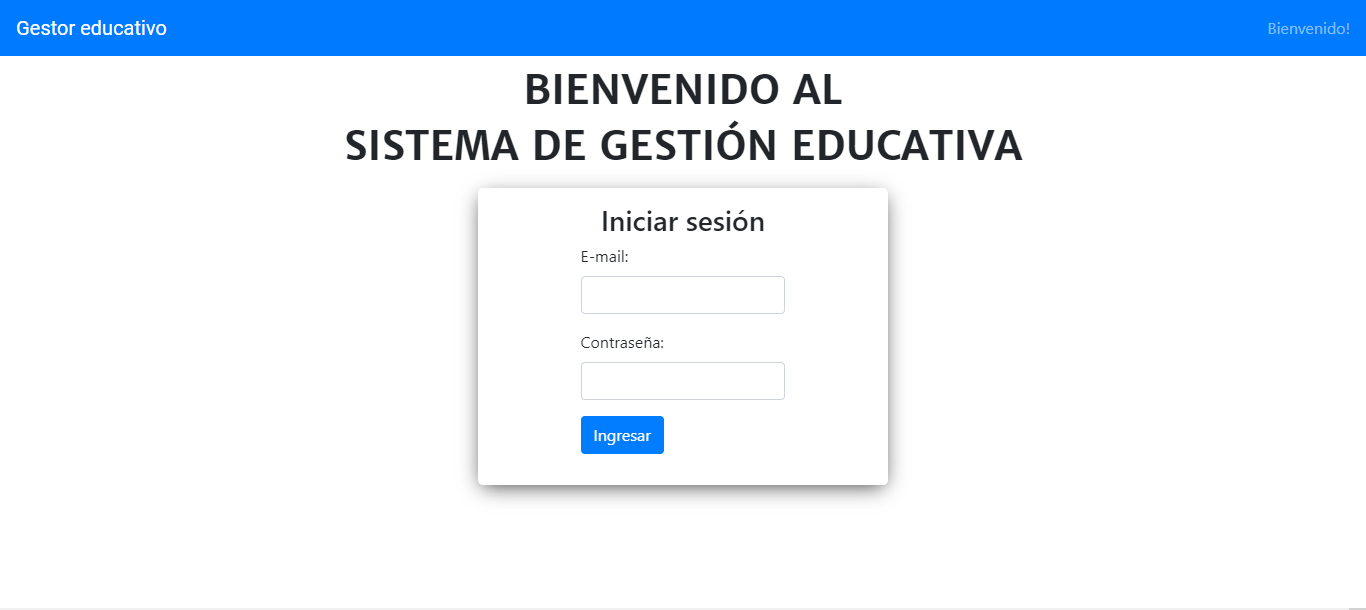 Gestor educativo
Bienvenido!
BIENVENIDO AL
SISTEMA DE GESTIÓN EDUCATIVA
Iniciar sesión
E-mail:
Contraseña:
Ingresar